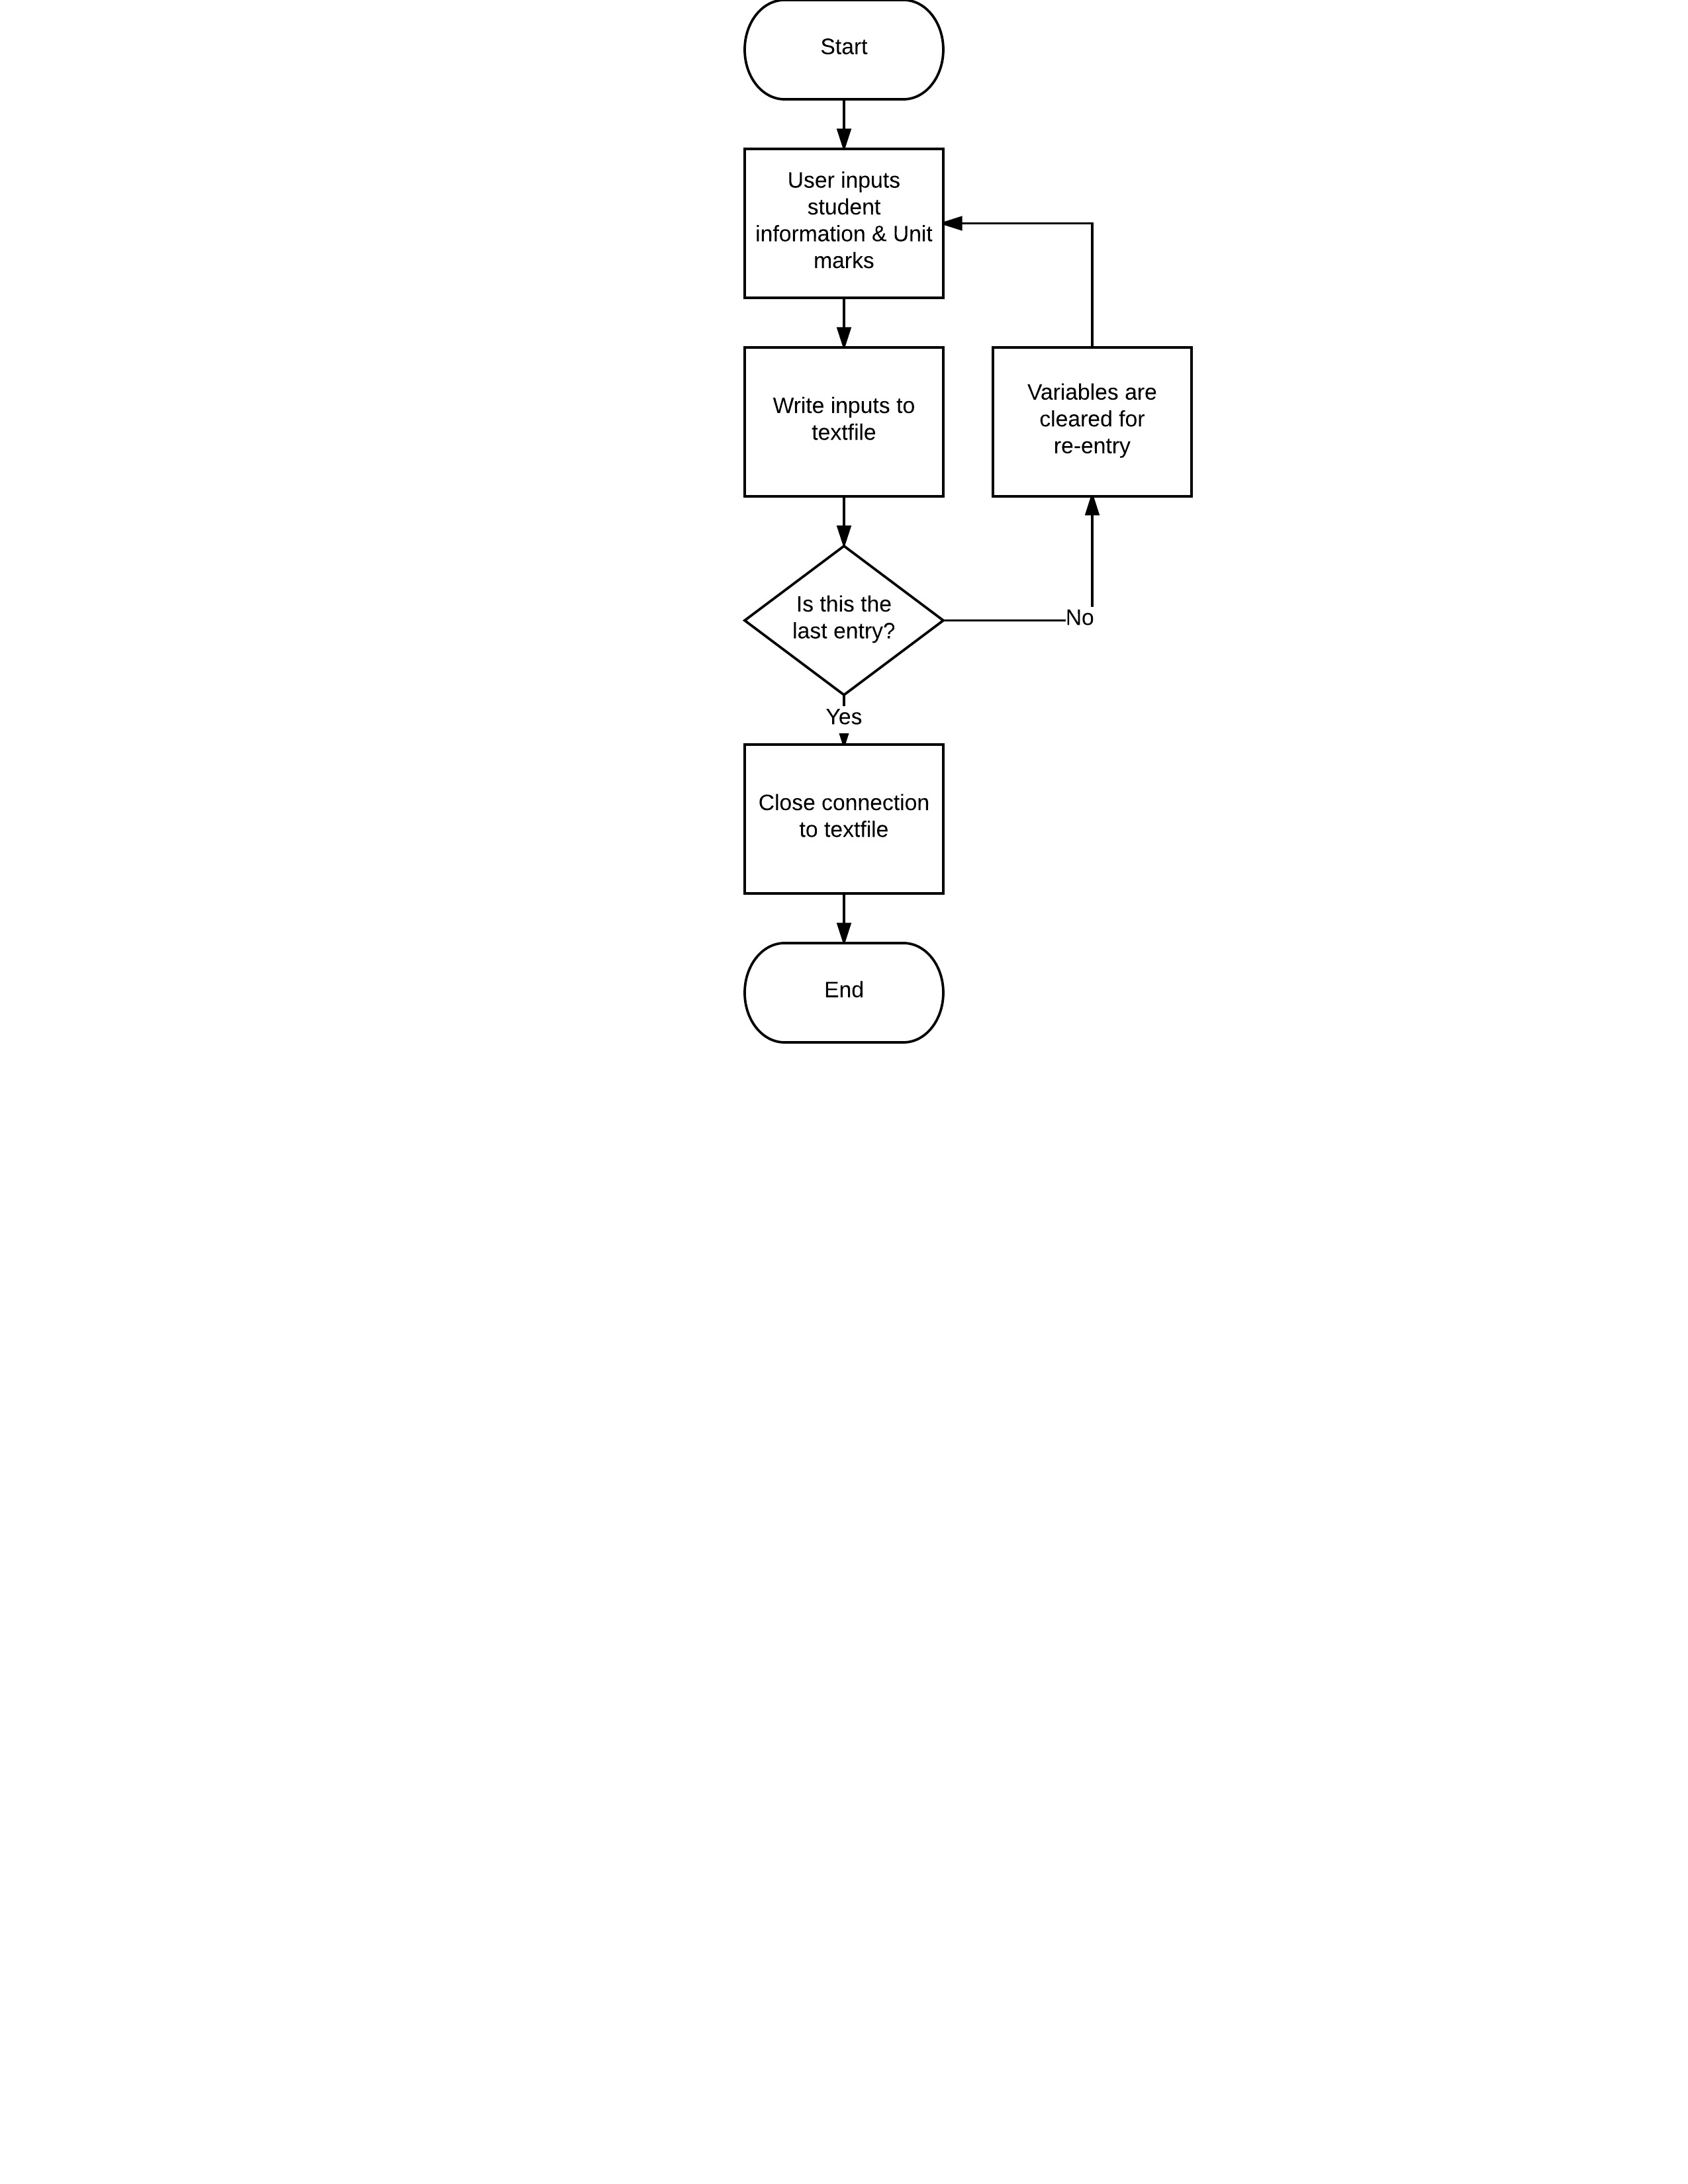 Start
User inputs
student
information & Unit
marks
Write inputs to
textfile
Variables are
cleared for
re-entry
Is this the
last entry?
No
Yes
Close connection
to textfile
End